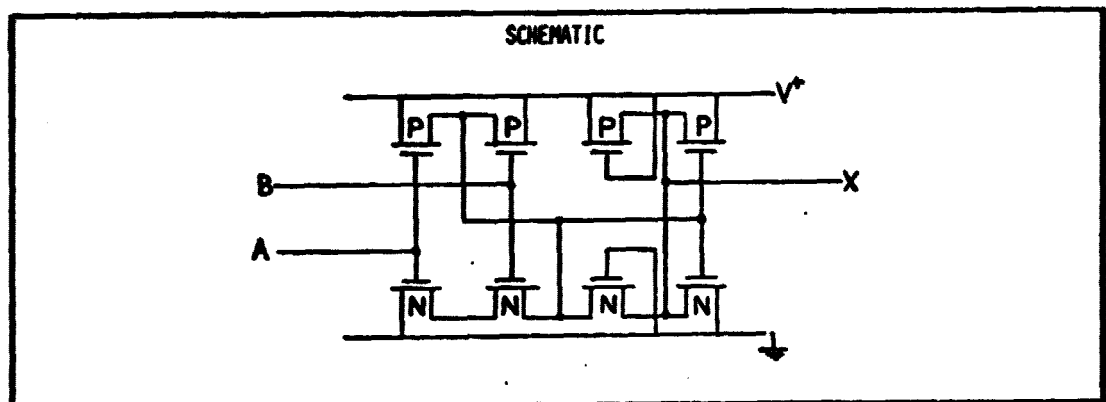 SCHEMATIC
V+
P P P P
B X
A
N N N N